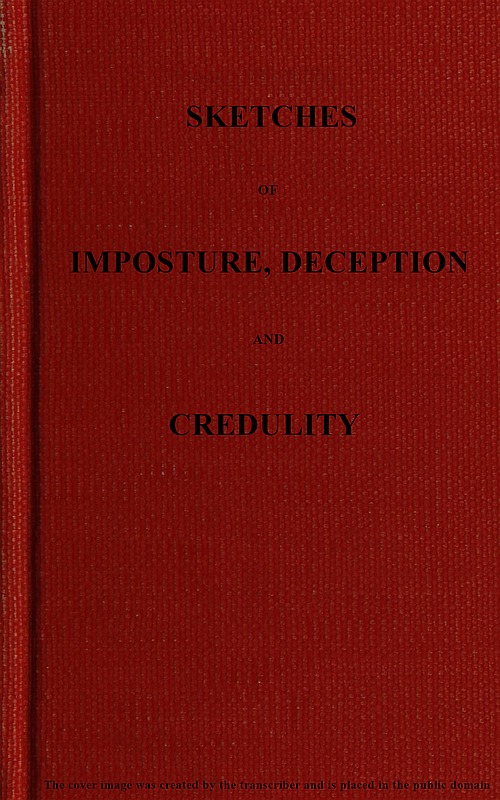 SKETCHES
OF
IMPOSTURE, DECEPTION
AND
CREDULITY
The cover image was created by the transcriber and is placed in the public domain